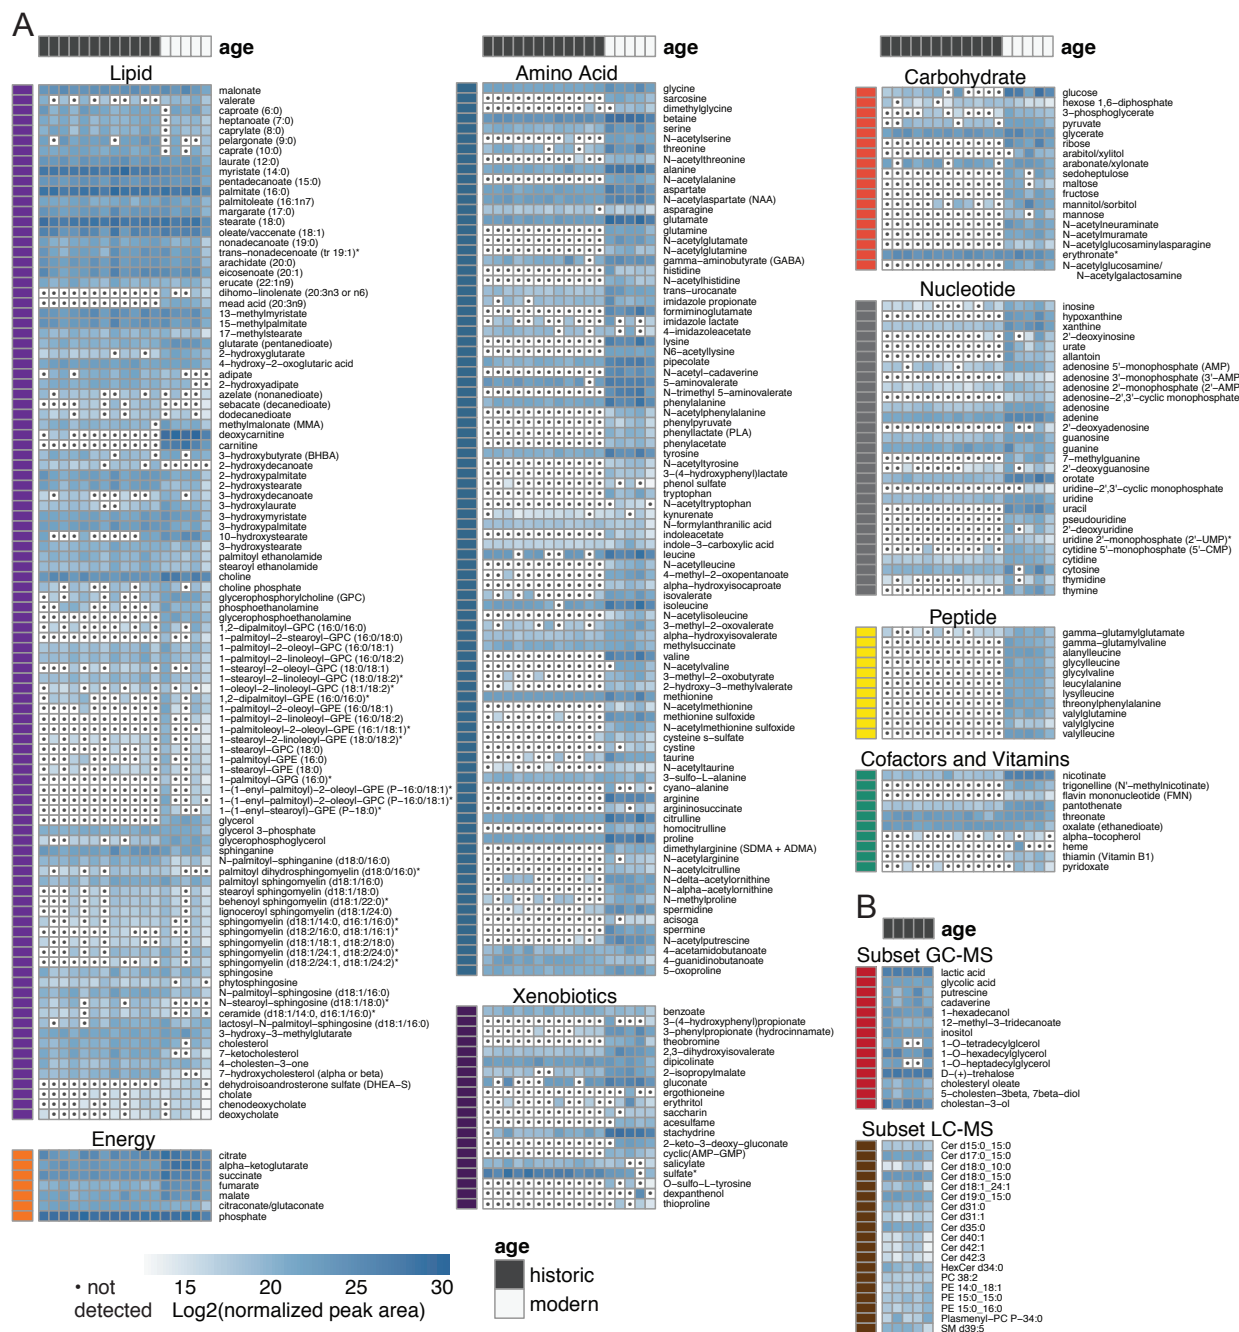 A
age
Lipid
malonate
valerate
caproate (6:0)
heptanoate (7:0)
caprylate (8:0)
pelargonate (9:0)
caprate (10:0)
laurate (12:0)
myristate (14:0)
pentadecanoate (15:0)
palmitate (16:0)
palmitoleate (16:1n7)
margarate (17:0)
stearate (18:0)
oleate/vaccenate (18:1)
nonadecanoate (19:0)
trans−nonadecenoate (tr 19:1)*
arachidate (20:0)
eicosenoate (20:1)
erucate (22:1n9)
dihomo−linolenate (20:3n3 or n6)
mead acid (20:3n9)
13−methylmyristate
15−methylpalmitate
17−methylstearate
glutarate (pentanedioate)
2−hydroxyglutarate
4−hydroxy−2−oxoglutaric acid
adipate
2−hydroxyadipate
azelate (nonanedioate)
sebacate (decanedioate)
dodecanedioate
methylmalonate (MMA)
deoxycarnitine
carnitine
3−hydroxybutyrate (BHBA)
2−hydroxydecanoate
2−hydroxypalmitate
2−hydroxystearate
3−hydroxydecanoate
3−hydroxylaurate
3−hydroxymyristate
3−hydroxypalmitate
10−hydroxystearate
3−hydroxystearate
palmitoyl ethanolamide
stearoyl ethanolamide
choline
choline phosphate
glycerophosphorylcholine (GPC)
phosphoethanolamine
glycerophosphoethanolamine
1,2−dipalmitoyl−GPC (16:0/16:0)
1−palmitoyl−2−stearoyl−GPC (16:0/18:0)
1−palmitoyl−2−oleoyl−GPC (16:0/18:1)
1−palmitoyl−2−linoleoyl−GPC (16:0/18:2)
1−stearoyl−2−oleoyl−GPC (18:0/18:1)
1−stearoyl−2−linoleoyl−GPC (18:0/18:2)*
1−oleoyl−2−linoleoyl−GPC (18:1/18:2)*
1,2−dipalmitoyl−GPE (16:0/16:0)*
1−palmitoyl−2−oleoyl−GPE (16:0/18:1)
1−palmitoyl−2−linoleoyl−GPE (16:0/18:2)
1−palmitoleoyl−2−oleoyl−GPE (16:1/18:1)*
1−stearoyl−2−linoleoyl−GPE (18:0/18:2)*
1−stearoyl−GPC (18:0)
1−palmitoyl−GPE (16:0)
1−stearoyl−GPE (18:0)
1−palmitoyl−GPG (16:0)*
1−(1−enyl−palmitoyl)−2−oleoyl−GPE (P−16:0/18:1)*
1−(1−enyl−palmitoyl)−2−oleoyl−GPC (P−16:0/18:1)*
1−(1−enyl−stearoyl)−GPE (P−18:0)*
glycerol
glycerol 3−phosphate
glycerophosphoglycerol
sphinganine
N−palmitoyl−sphinganine (d18:0/16:0)
palmitoyl dihydrosphingomyelin (d18:0/16:0)*
palmitoyl sphingomyelin (d18:1/16:0)
stearoyl sphingomyelin (d18:1/18:0)
behenoyl sphingomyelin (d18:1/22:0)*
lignoceroyl sphingomyelin (d18:1/24:0)
sphingomyelin (d18:1/14:0, d16:1/16:0)*
sphingomyelin (d18:2/16:0, d18:1/16:1)*
sphingomyelin (d18:1/18:1, d18:2/18:0)
sphingomyelin (d18:1/24:1, d18:2/24:0)*
sphingomyelin (d18:2/24:1, d18:1/24:2)*
sphingosine
phytosphingosine
N−palmitoyl−sphingosine (d18:1/16:0)
N−stearoyl−sphingosine (d18:1/18:0)*
ceramide (d18:1/14:0, d16:1/16:0)*
lactosyl−N−palmitoyl−sphingosine (d18:1/16:0)
3−hydroxy−3−methylglutarate
cholesterol
7−ketocholesterol
4−cholesten−3−one
7−hydroxycholesterol (alpha or beta)
dehydroisoandrosterone sulfate (DHEA−S)
cholate
chenodeoxycholate
deoxycholate
Energy
citrate
alpha−ketoglutarate
succinate
fumarate
malate
citraconate/glutaconate
phosphate
age
Amino Acid
glycine
sarcosine
dimethylglycine
betaine
serine
N−acetylserine
threonine
N−acetylthreonine
alanine
N−acetylalanine
aspartate
N−acetylaspartate (NAA)
asparagine
glutamate
glutamine
N−acetylglutamate
N−acetylglutamine
gamma−aminobutyrate (GABA)
histidine
N−acetylhistidine
trans−urocanate
imidazole propionate
formiminoglutamate
imidazole lactate
4−imidazoleacetate
lysine
N6−acetyllysine
pipecolate
N−acetyl−cadaverine
5−aminovalerate
N−trimethyl 5−aminovalerate
phenylalanine
N−acetylphenylalanine
phenylpyruvate
phenyllactate (PLA)
phenylacetate
tyrosine
N−acetyltyrosine
3−(4−hydroxyphenyl)lactate
phenol sulfate
tryptophan
N−acetyltryptophan
kynurenate
N−formylanthranilic acid
indoleacetate
indole−3−carboxylic acid
leucine
N−acetylleucine
4−methyl−2−oxopentanoate
alpha−hydroxyisocaproate
isovalerate
isoleucine
N−acetylisoleucine
3−methyl−2−oxovalerate
alpha−hydroxyisovalerate
methylsuccinate
valine
N−acetylvaline
3−methyl−2−oxobutyrate
2−hydroxy−3−methylvalerate
methionine
N−acetylmethionine
methionine sulfoxide
N−acetylmethionine sulfoxide
cysteine s−sulfate
cystine
taurine
N−acetyltaurine
3−sulfo−L−alanine
cyano−alanine
arginine
argininosuccinate
citrulline
homocitrulline
proline
dimethylarginine (SDMA + ADMA)
N−acetylarginine
N−acetylcitrulline
N−delta−acetylornithine
N−alpha−acetylornithine
N−methylproline
spermidine
acisoga
spermine
N−acetylputrescine
4−acetamidobutanoate
4−guanidinobutanoate
5−oxoproline
Xenobiotics
benzoate
3−(4−hydroxyphenyl)propionate
3−phenylpropionate (hydrocinnamate)
theobromine
2,3−dihydroxyisovalerate
dipicolinate
2−isopropylmalate
gluconate
ergothioneine
erythritol
saccharin
acesulfame
stachydrine
2−keto−3−deoxy−gluconate
cyclic(AMP−GMP)
salicylate
sulfate*
O−sulfo−L−tyrosine
dexpanthenol
thioproline
age
Carbohydrate
glucose
hexose 1,6−diphosphate
3−phosphoglycerate
pyruvate
glycerate
ribose
arabitol/xylitol
arabonate/xylonate
sedoheptulose
maltose
fructose
mannitol/sorbitol
mannose
N−acetylneuraminate
N−acetylmuramate
N−acetylglucosaminylasparagine
erythronate*
N−acetylglucosamine/
N−acetylgalactosamine
Nucleotide
inosine
hypoxanthine
xanthine
2'−deoxyinosine
urate
allantoin
adenosine 5'−monophosphate (AMP)
adenosine 3'−monophosphate (3'−AMP
adenosine 2'−monophosphate (2'−AMP
adenosine−2',3'−cyclic monophosphate
adenosine
adenine
2'−deoxyadenosine
guanosine
guanine
7−methylguanine
2'−deoxyguanosine
orotate
uridine−2',3'−cyclic monophosphate
uridine
uracil
pseudouridine
2'−deoxyuridine
uridine 2'−monophosphate (2'−UMP)*
cytidine 5'−monophosphate (5'−CMP)
cytidine
cytosine
thymidine
thymine
Peptide
gamma−glutamylglutamate
gamma−glutamylvaline
alanylleucine
glycylleucine
glycylvaline
leucylalanine
lysylleucine
threonylphenylalanine
valylglutamine
valylglycine
valylleucine
Cofactors and Vitamins
nicotinate
trigonelline (N'−methylnicotinate)
flavin mononucleotide (FMN)
pantothenate
threonate
oxalate (ethanedioate)
alpha−tocopherol
heme
thiamin (Vitamin B1)
pyridoxate
B
age
Subset GC-MS
lactic acid
glycolic acid
putrescine
cadaverine
1−hexadecanol
12−methyl−3−tridecanoate
inositol
1−O−tetradecylglcerol
1−O−hexadecylglycerol
1−O−heptadecylglycerol
D−(+)−trehalose
cholesteryl oleate
5−cholesten−3beta, 7beta−diol
cholestan−3−ol
Subset LC-MS
Cer d15:0_15:0
Cer d17:0_15:0
Cer d18:0_10:0
Cer d18:0_15:0
Cer d18:1_24:1
Cer d19:0_15:0
Cer d31:0
Cer d31:1
Cer d35:0
Cer d40:1
Cer d42:1
Cer d42:3
HexCer d34:0
PC 38:2
PE 14:0_18:1
PE 15:0_15:0
PE 15:0_16:0
Plasmenyl−PC P−34:0
SM d39:5
• not detected
15 20 25 30
Log2(normalized peak area)
age
historic
modern